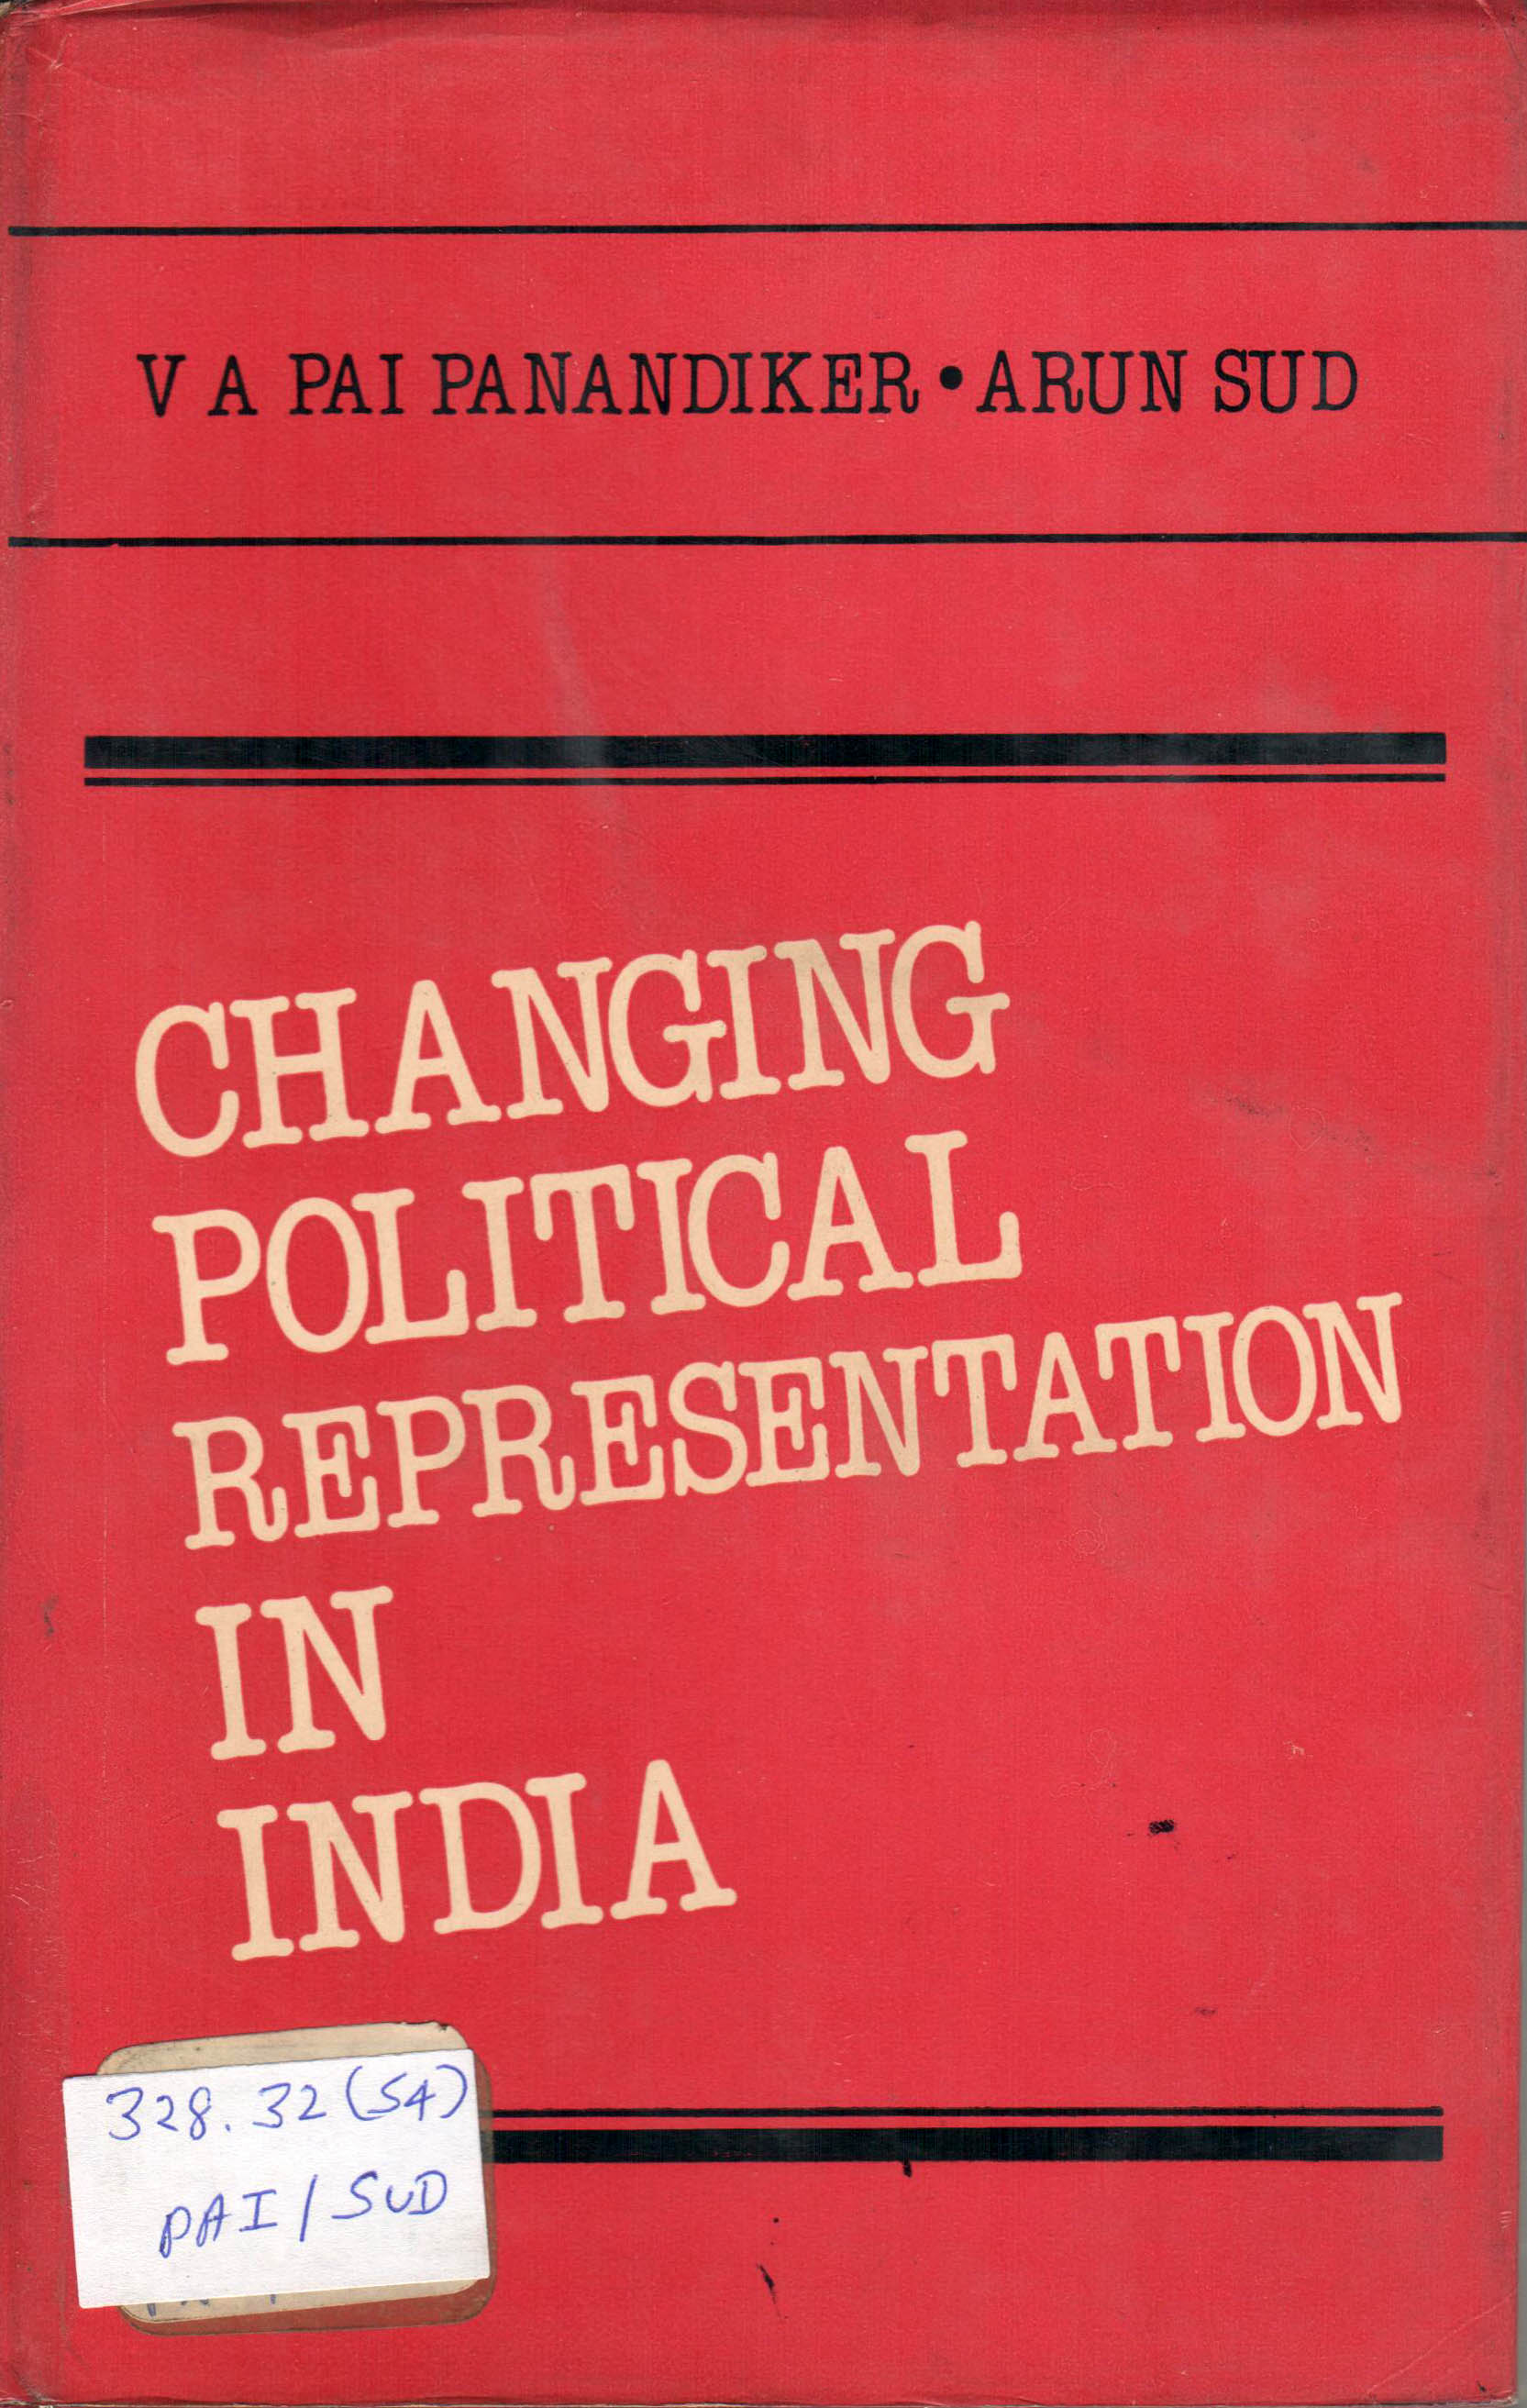 V A PAI PANANDIKER • ARUN SUD
CHANGING
POLITICAL
REPRESENTATION
IN
INDIA
328.32 (54)
PAI / SUD